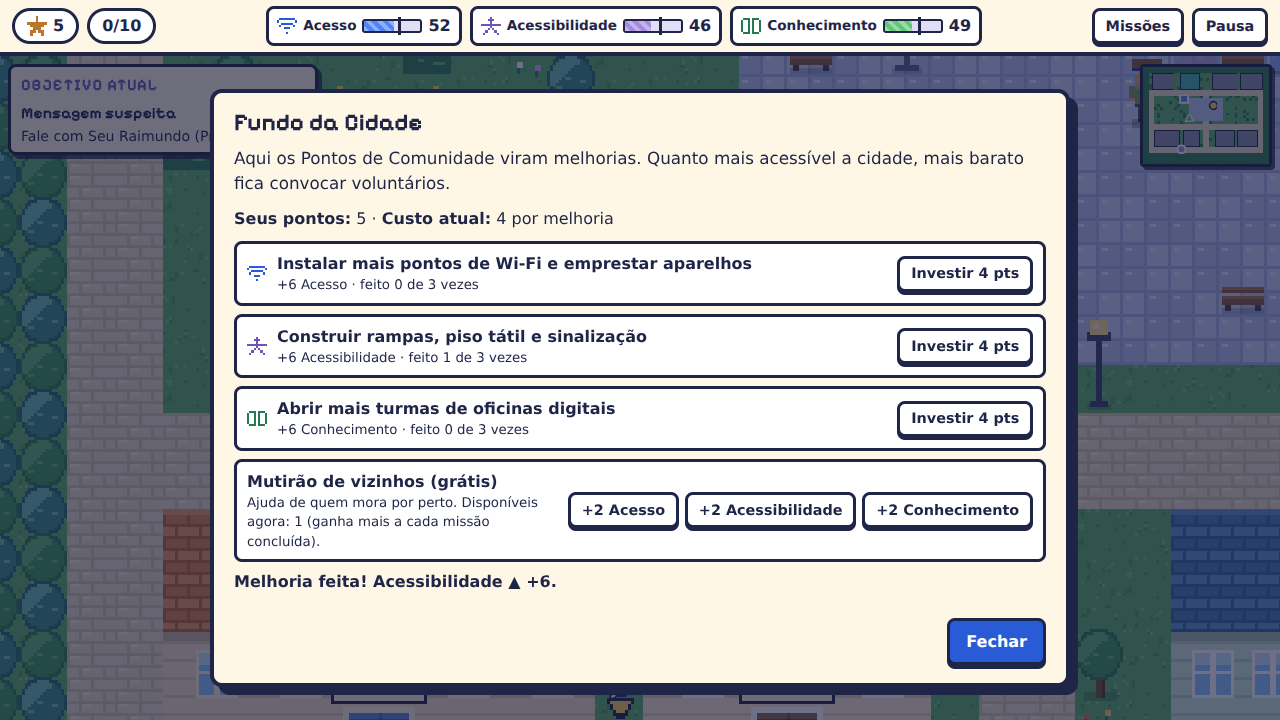 5
0/10
Acesso 52
Acessibilidade 46
Conhecimento 49
Missões
Pausa
OBJETIVO ATUAL
Mensagem suspeita
Fale com Seu Raimundo (P
Fundo da Cidade
Aqui os Pontos de Comunidade viram melhorias. Quanto mais acessível a cidade, mais barato
fica convocar voluntários.
Seus pontos: 5 · Custo atual: 4 por melhoria
Instalar mais pontos de Wi-Fi e emprestar aparelhos
+6 Acesso · feito 0 de 3 vezes
Investir 4 pts
Construir rampas, piso tátil e sinalização
+6 Acessibilidade · feito 1 de 3 vezes
Investir 4 pts
Abrir mais turmas de oficinas digitais
+6 Conhecimento · feito 0 de 3 vezes
Investir 4 pts
Mutirão de vizinhos (grátis)
Ajuda de quem mora por perto. Disponíveis
agora: 1 (ganha mais a cada missão
concluída).
+2 Acesso
+2 Acessibilidade
+2 Conhecimento
Melhoria feita! Acessibilidade ▲ +6.
Fechar